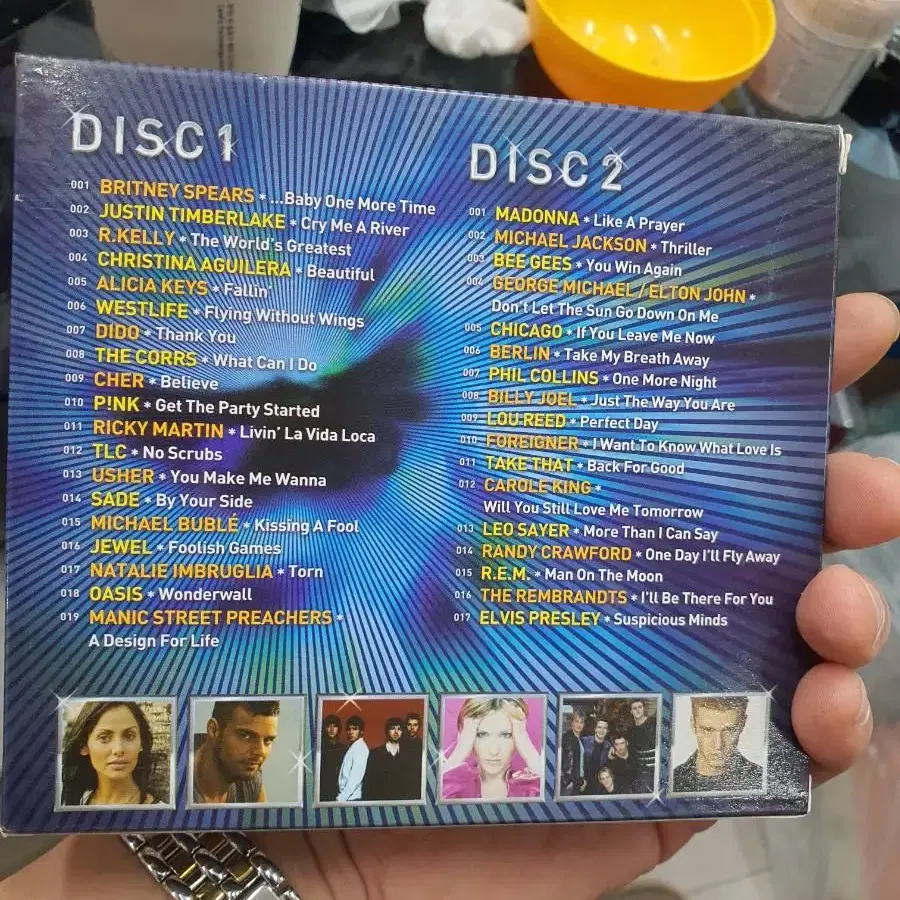 DISC 1
001 BRITNEY SPEARS * ...Baby One More Time
002 JUSTIN TIMBERLAKE * Cry Me A River
003 R.KELLY * The World's Greatest
004 CHRISTINA AGUILERA * Beautiful
005 ALICIA KEYS * Fallin'
006 WESTLIFE * Flying Without Wings
007 DIDO * Thank You
008 THE CORRS * What Can I Do
009 CHER * Believe
010 P!NK * Get The Party Started
011 RICKY MARTIN * Livin' La Vida Loca
012 TLC * No Scrubs
013 USHER * You Make Me Wanna
014 SADE * By Your Side
015 MICHAEL BUBLÉ * Kissing A Fool
016 JEWEL * Foolish Games
017 NATALIE IMBRUGLIA * Torn
018 OASIS * Wonderwall
019 MANIC STREET PREACHERS *
A Design For Life
DISC 2
001 MADONNA * Like A Prayer
002 MICHAEL JACKSON * Thriller
003 BEE GEES * You Win Again
004 GEORGE MICHAEL / ELTON JOHN *
Don't Let The Sun Go Down On Me
005 CHICAGO * If You Leave Me Now
006 BERLIN * Take My Breath Away
007 PHIL COLLINS * One More Night
008 BILLY JOEL * Just The Way You Are
009 LOU REED * Perfect Day
010 FOREIGNER * I Want To Know What Love Is
011 TAKE THAT * Back For Good
012 CAROLE KING *
Will You Still Love Me Tomorrow
013 LEO SAYER * More Than I Can Say
014 RANDY CRAWFORD * One Day I'll Fly Away
015 R.E.M. * Man On The Moon
016 THE REMBRANDTS * I'll Be There For You
017 ELVIS PRESLEY * Suspicious Minds